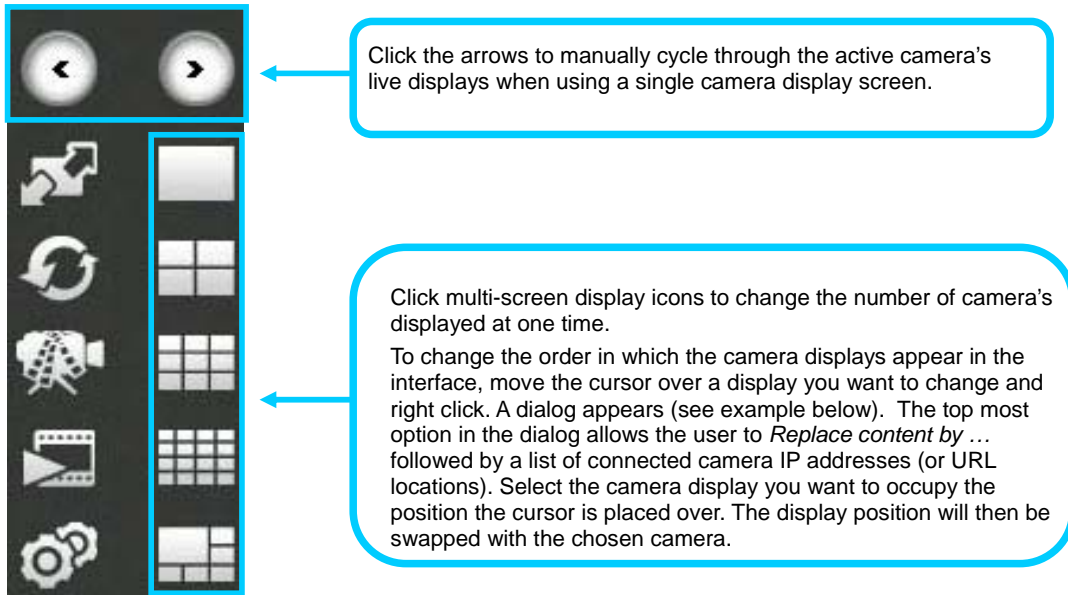 Click the arrows to manually cycle through the active camera's
live displays when using a single camera display screen.
Click multi-screen display icons to change the number of camera's
displayed at one time.
To change the order in which the camera displays appear in the
interface, move the cursor over a display you want to change and
right click. A dialog appears (see example below).  The top most
option in the dialog allows the user to Replace content by …
followed by a list of connected camera IP addresses (or URL
locations). Select the camera display you want to occupy the
position the cursor is placed over. The display position will then be
swapped with the chosen camera.